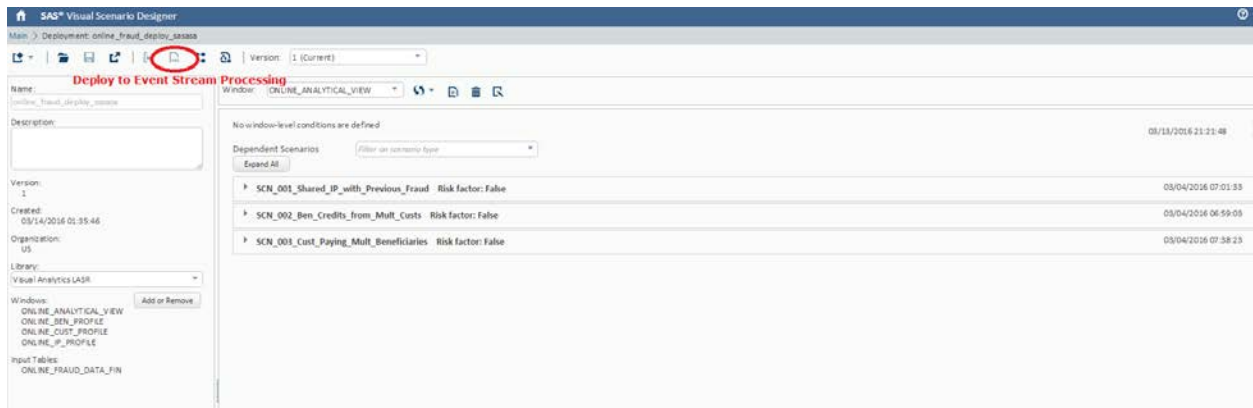 SAS® Visual Scenario Designer
Main > Deployment: online_fraud_deploy_sasasa
Version: 1 (Current)
Deploy to Event Stream Processing
Name:
online_fraud_deploy_sasasa
Window: ONLINE_ANALYTICAL_VIEW
Description:
No window-level conditions are defined
03/13/2016 21:21:48
Dependent Scenarios Filter on scenario type
Expand All
SCN_001_Shared_IP_with_Previous_Fraud Risk factor: False 03/04/2016 07:01:33
SCN_002_Ben_Credits_from_Mult_Custs Risk factor: False 03/04/2016 06:59:03
SCN_003_Cust_Paying_Mult_Beneficiaries Risk factor: False 03/04/2016 07:38:23
Version:
1
Created:
03/14/2016 01:35:46
Organization:
US
Library:
Visual Analytics LASR
Windows: Add or Remove
ONLINE_ANALYTICAL_VIEW
ONLINE_BEN_PROFILE
ONLINE_CUST_PROFILE
ONLINE_IP_PROFILE
Input Tables:
ONLINE_FRAUD_DATA_FIN